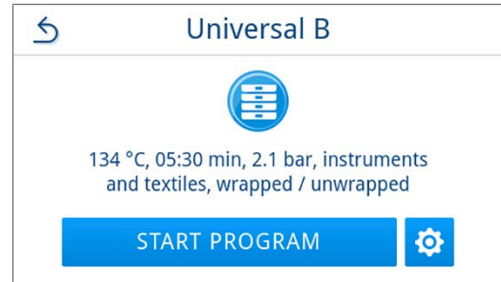 Universal B
134 °C, 05:30 min, 2.1 bar, instruments
and textiles, wrapped / unwrapped
START PROGRAM